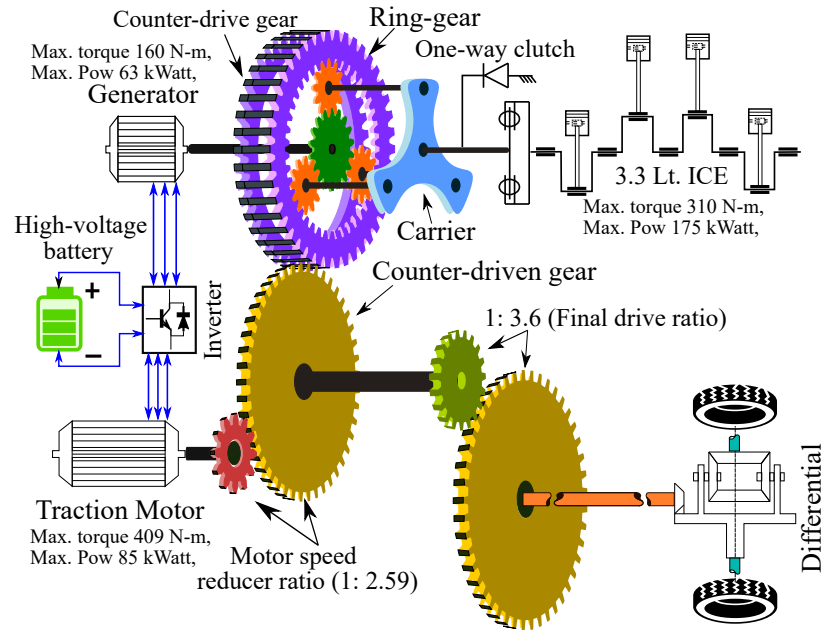 Counter-drive gear
Ring-gear
Max. torque 160 N-m,
Max. Pow 63 kWatt,
Generator
One-way clutch
3.3 Lt. ICE
Max. torque 310 N-m,
Max. Pow 175 kWatt,
Carrier
High-voltage
battery
+
−
Inverter
Counter-driven gear
1: 3.6 (Final drive ratio)
Traction Motor
Max. torque 409 N-m,
Max. Pow 85 kWatt,
Motor speed
reducer ratio (1: 2.59)
Differential